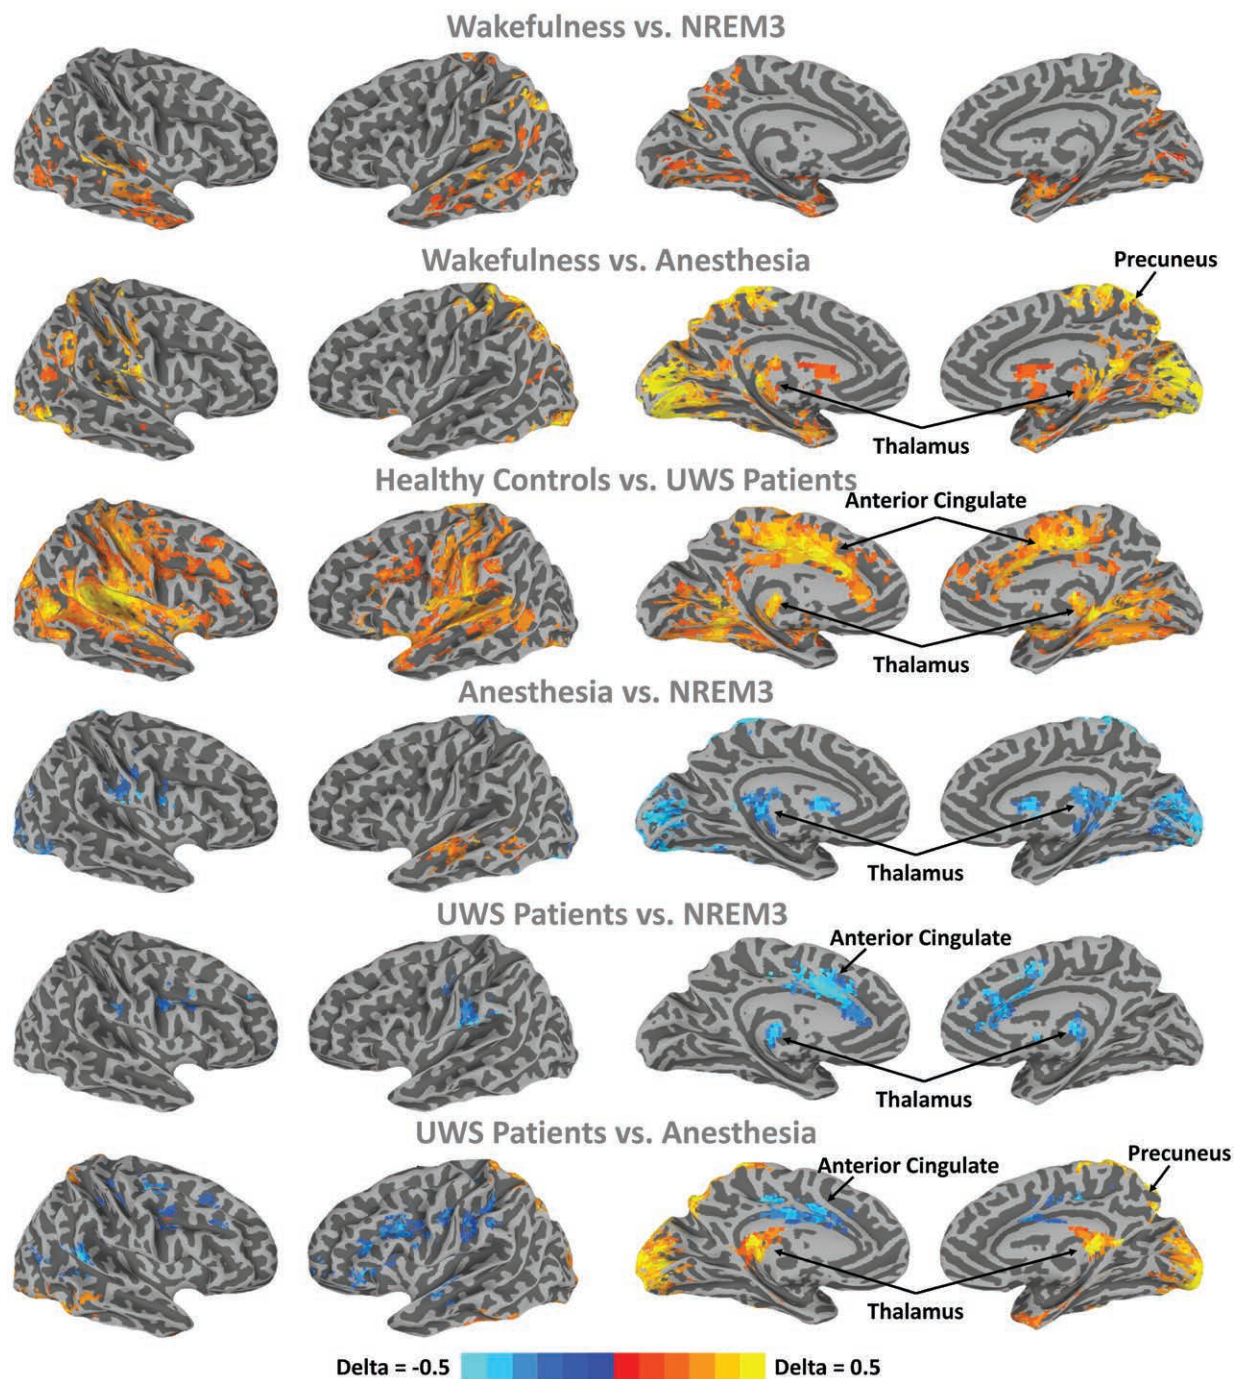 Wakefulness vs. NREM3
Wakefulness vs. Anesthesia
Precuneus
Thalamus
Healthy Controls vs. UWS Patients
Anterior Cingulate
Thalamus
Anesthesia vs. NREM3
Thalamus
UWS Patients vs. NREM3
Anterior Cingulate
Thalamus
UWS Patients vs. Anesthesia
Anterior Cingulate
Precuneus
Thalamus
Delta = -0.5 Delta = 0.5